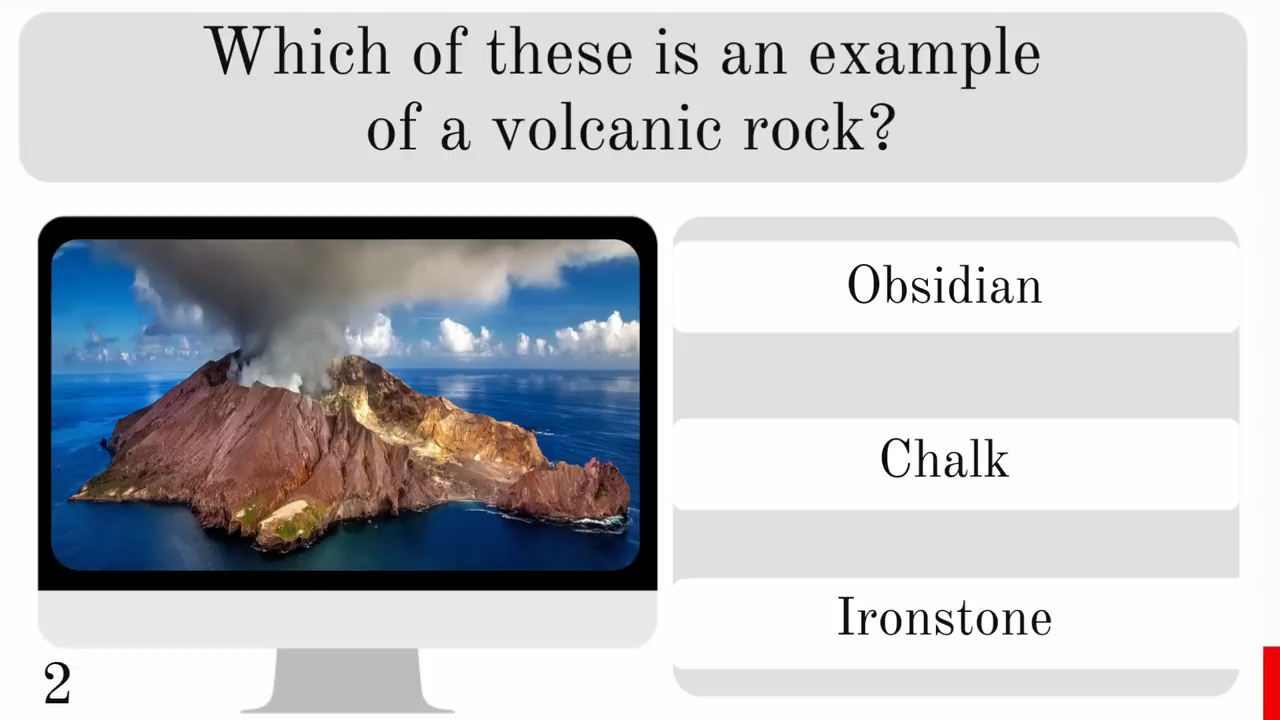 Which of these is an example
of a volcanic rock?
Obsidian
Chalk
Ironstone
2